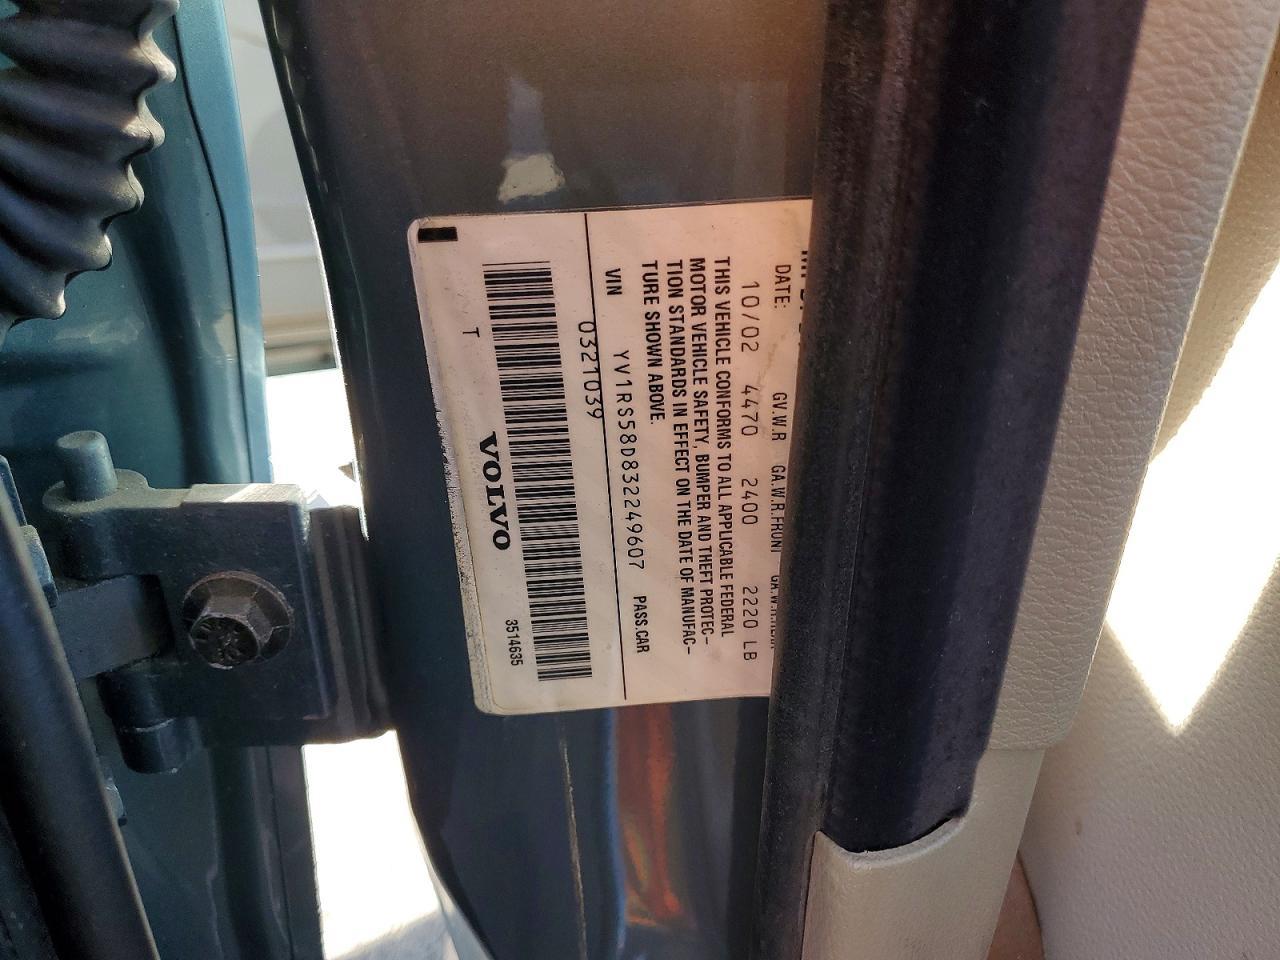 DATE: G.V.W.R G.A.W.R.FRONT
10/02 4470 2400 2220 LB
THIS VEHICLE CONFORMS TO ALL APPLICABLE FEDERAL
MOTOR VEHICLE SAFETY, BUMPER AND THEFT PROTEC–
TION STANDARDS IN EFFECT ON THE DATE OF MANUFAC–
TURE SHOWN ABOVE.
VIN YV1RS58D832249607 PASS.CAR
0321039
T VOLVO 3514635